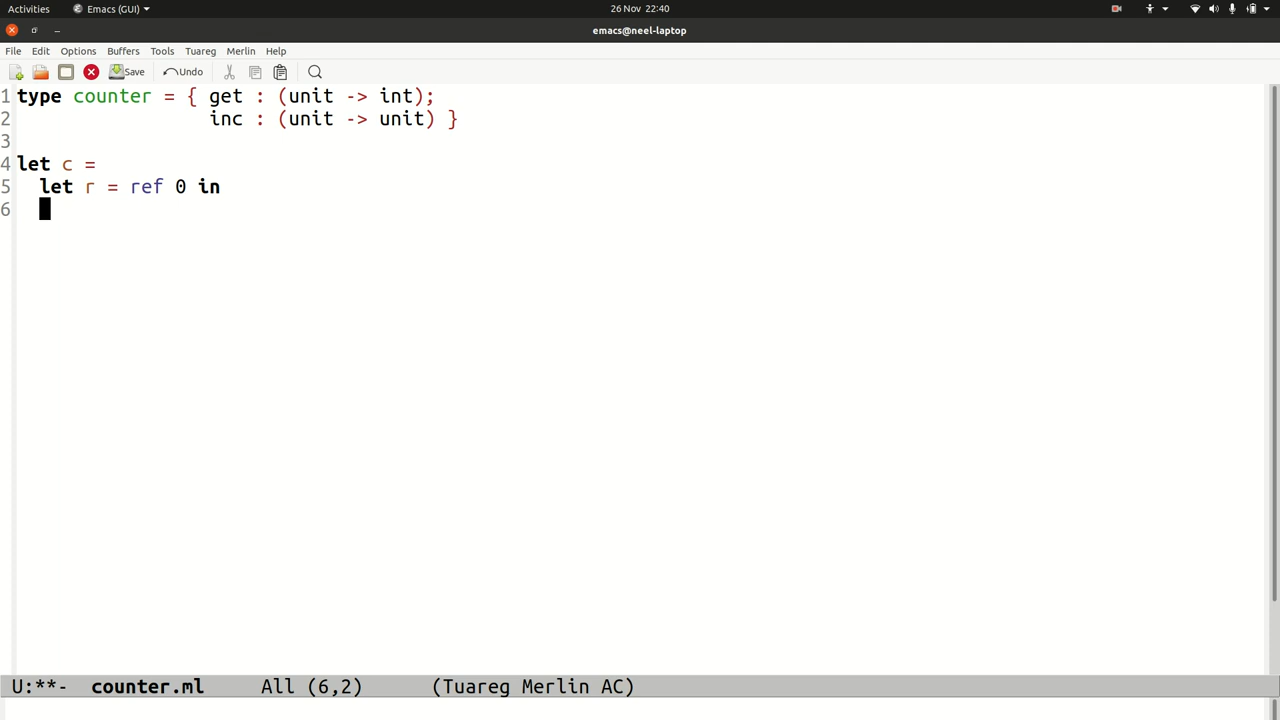 Activities Emacs (GUI) 26 Nov 22:40
emacs@neel-laptop
File Edit Options Buffers Tools Tuareg Merlin Help
Save Undo
1 type counter = { get : (unit -> int);
2 inc : (unit -> unit) }
3
4 let c =
5 let r = ref 0 in
6
U:**- counter.ml All (6,2) (Tuareg Merlin AC)